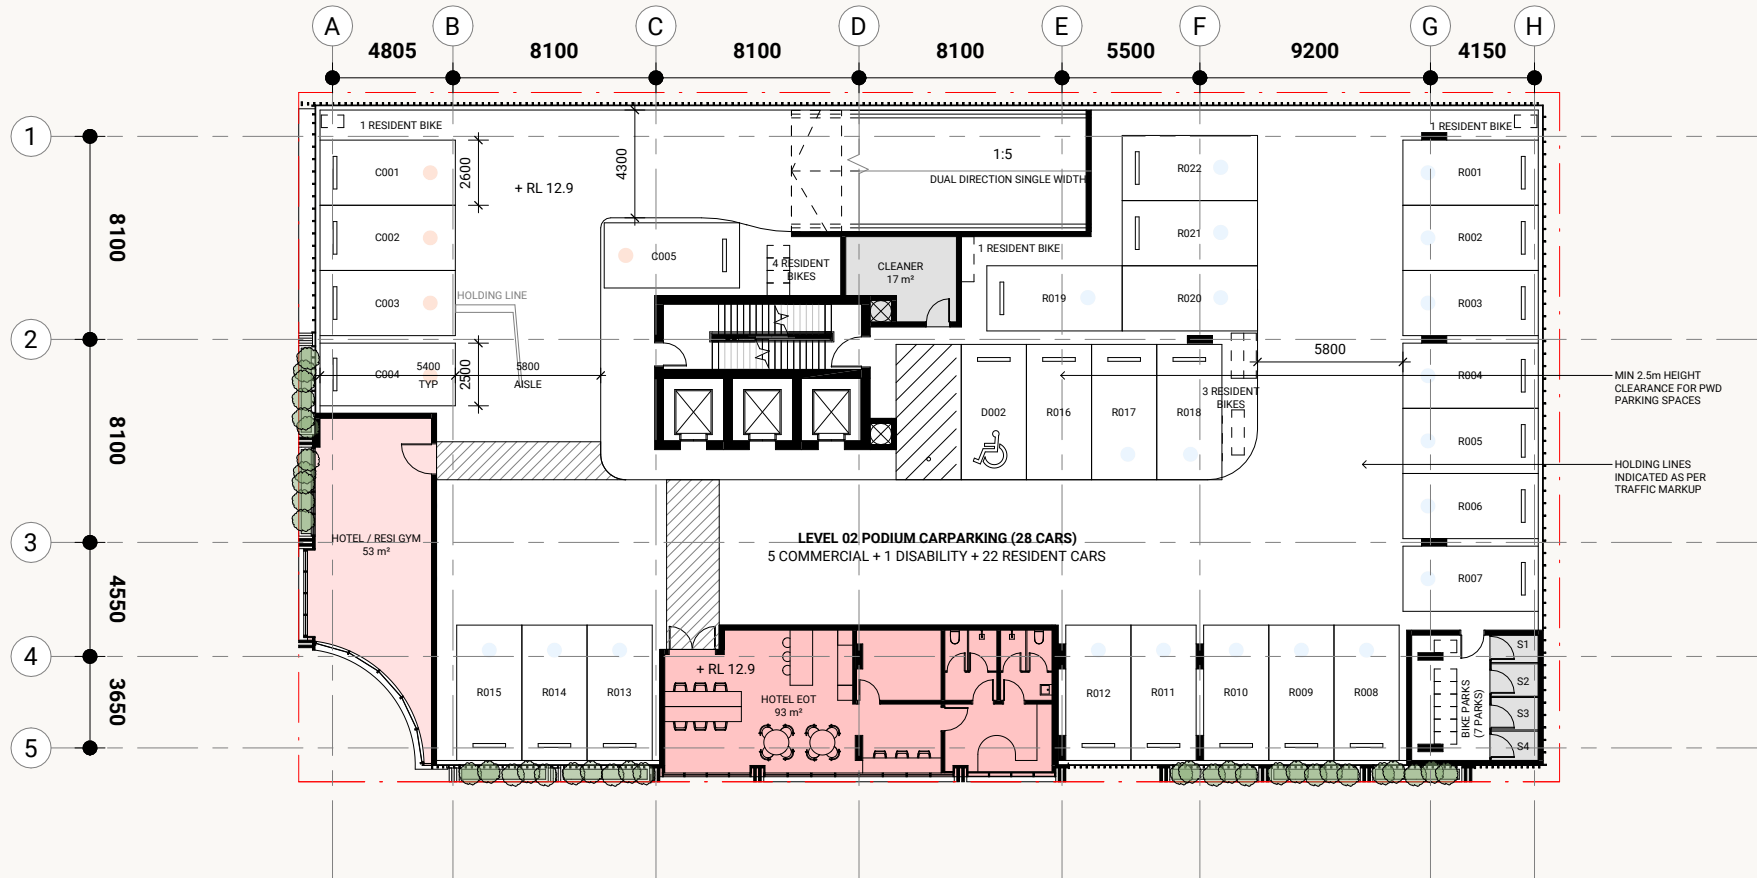 A
B
C
D
E
F
G
H
4805
8100
8100
8100
5500
9200
4150
1
2
3
4
5
8100
8100
4550
3650
1 RESIDENT BIKE
C001
C002
C003
C004
2600
2500
+ RL 12.9
4300
HOLDING LINE
5400
TYP
5800
AISLE
C005
4 RESIDENT
BIKES
CLEANER
17 m²
1 RESIDENT BIKE
1:5
DUAL DIRECTION SINGLE WIDTH
R022
R021
R019
R020
D002
R016
R017
R018
3 RESIDENT
BIKES
5800
1 RESIDENT BIKE
R001
R002
R003
R004
R005
R006
R007
MIN 2.5m HEIGHT
CLEARANCE FOR PWD
PARKING SPACES
HOLDING LINES
INDICATED AS PER
TRAFFIC MARKUP
HOTEL / RESI GYM
53 m²
LEVEL 02 PODIUM CARPARKING (28 CARS)
5 COMMERCIAL + 1 DISABILITY + 22 RESIDENT CARS
R015
R014
R013
+ RL 12.9
HOTEL EOT
93 m²
R012
R011
R010
R009
R008
BIKE PARKS
(7 PARKS)
S1
S2
S3
S4